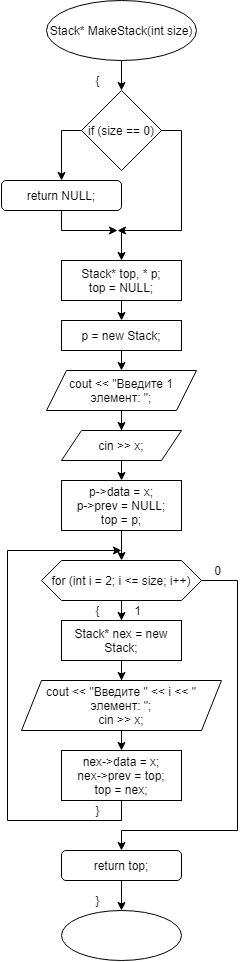 Stack* MakeStack(int size)
{
if (size == 0)
return NULL;
Stack* top, * p;
top = NULL;
p = new Stack;
cout << "Введите 1
элемент: ";
cin >> x;
p->data = x;
p->prev = NULL;
top = p;
for (int i = 2; i <= size; i++)
0
{
1
Stack* nex = new
Stack;
cout << "Введите " << i << "
элемент: ";
cin >> x;
nex->data = x;
nex->prev = top;
top = nex;
}
return top;
}